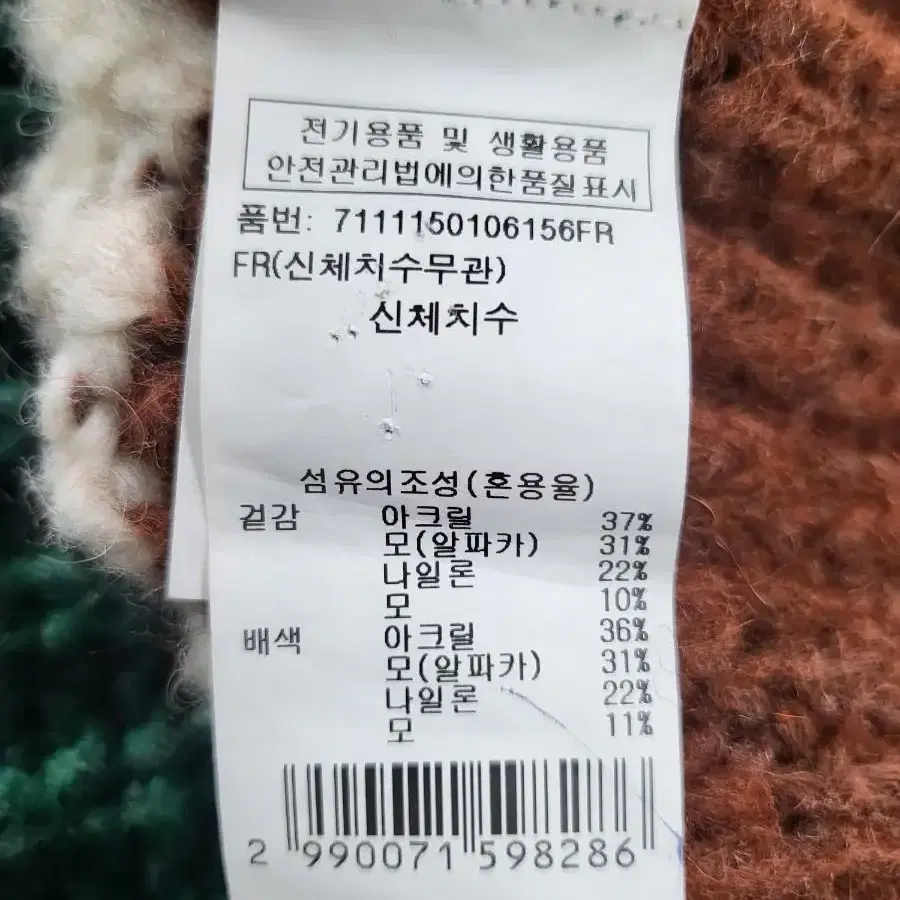 전기용품 및 생활용품
안전관리법에의한품질표시
품번: 7111150106156FR
FR(신체치수무관)
신체치수
섬유의조성(혼용율)
겉감 아크릴 37%
모(알파카) 31%
나일론 22%
모 10%
배색 아크릴 36%
모(알파카) 31%
나일론 22%
모 11%
2 990071 598286